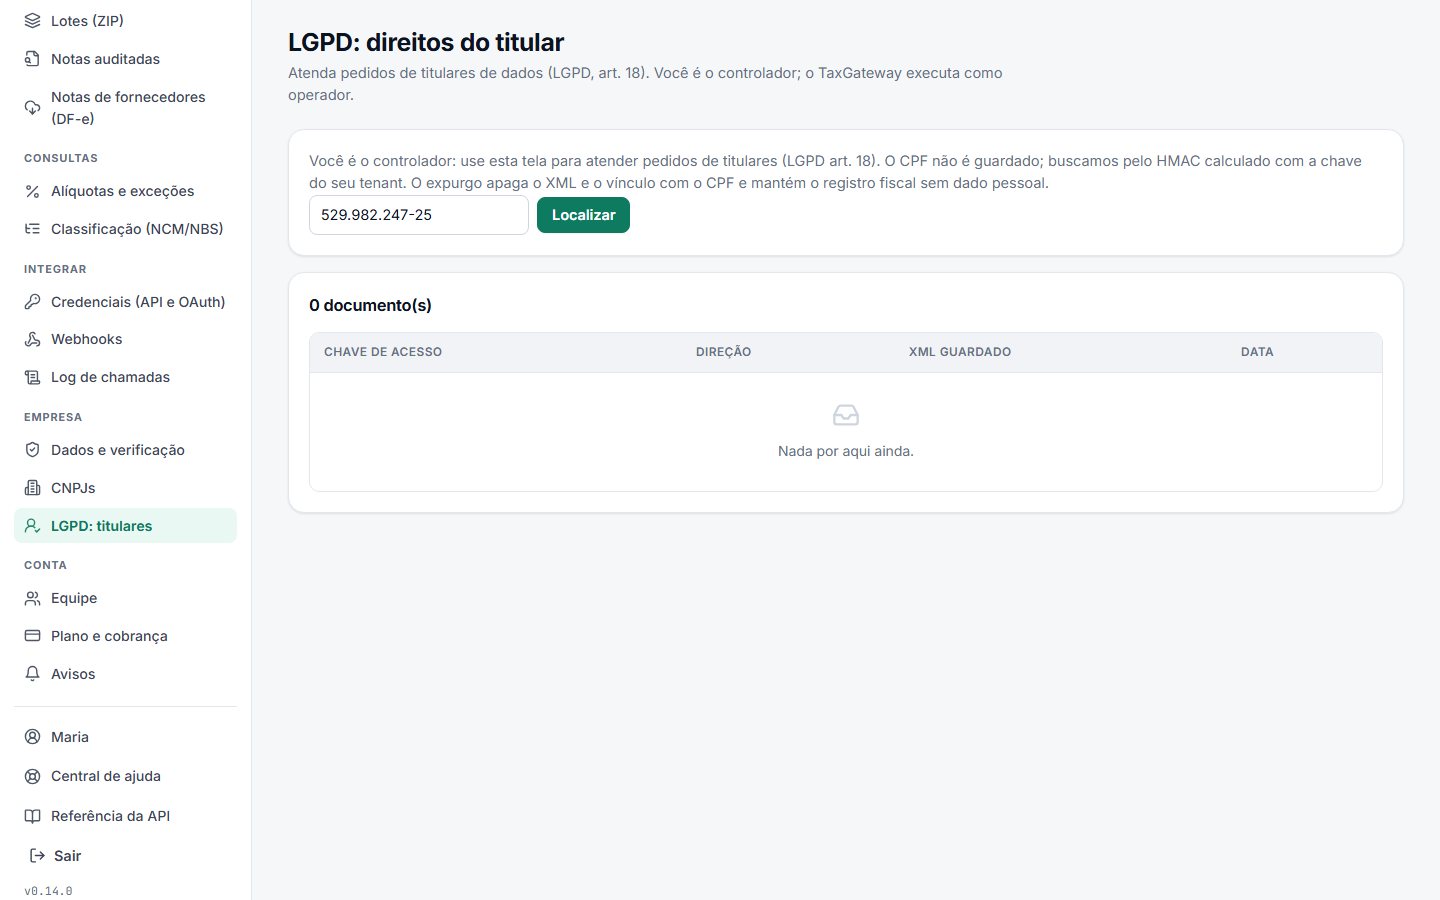 Lotes (ZIP)
Notas auditadas
Notas de fornecedores
(DF-e)
CONSULTAS
Alíquotas e exceções
Classificação (NCM/NBS)
INTEGRAR
Credenciais (API e OAuth)
Webhooks
Log de chamadas
EMPRESA
Dados e verificação
CNPJs
LGPD: titulares
CONTA
Equipe
Plano e cobrança
Avisos
Maria
Central de ajuda
Referência da API
Sair
v0.14.0
LGPD: direitos do titular
Atenda pedidos de titulares de dados (LGPD, art. 18). Você é o controlador; o TaxGateway executa como
operador.
Você é o controlador: use esta tela para atender pedidos de titulares (LGPD art. 18). O CPF não é guardado; buscamos pelo HMAC calculado com a chave
do seu tenant. O expurgo apaga o XML e o vínculo com o CPF e mantém o registro fiscal sem dado pessoal.
529.982.247-25
Localizar
0 documento(s)
CHAVE DE ACESSO DIREÇÃO XML GUARDADO DATA
Nada por aqui ainda.